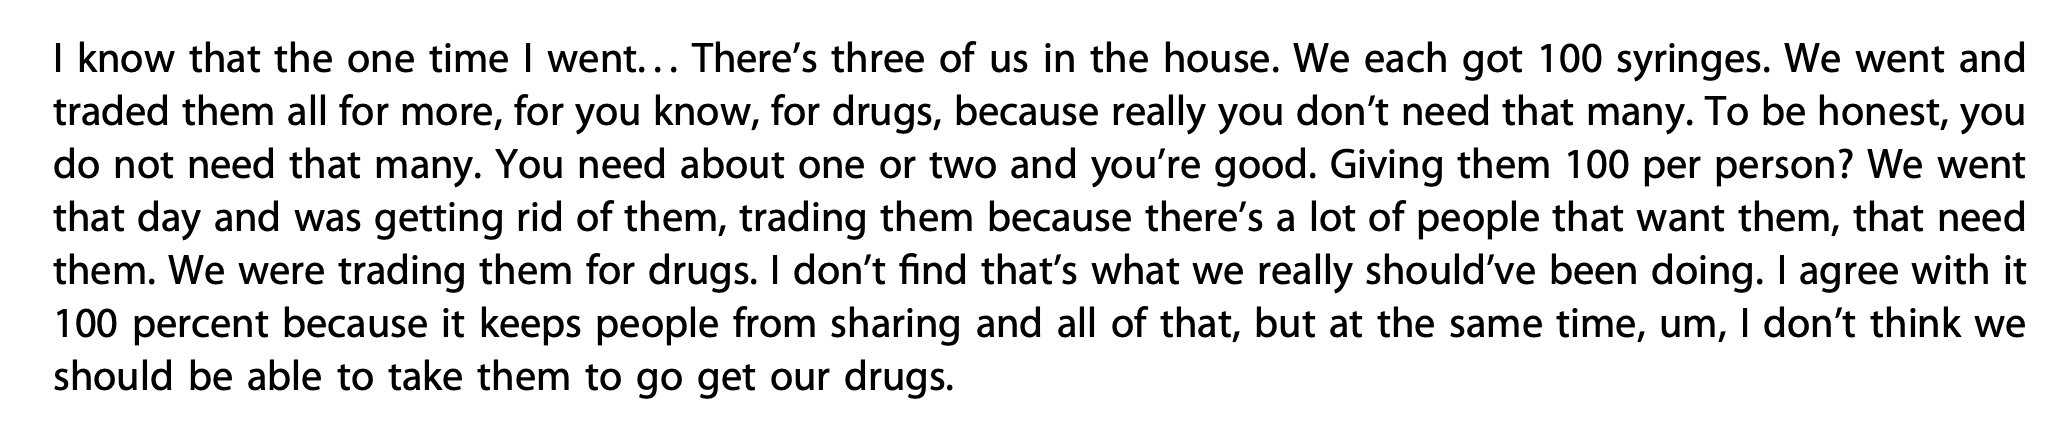 I know that the one time I went… There’s three of us in the house. We each got 100 syringes. We went and
traded them all for more, for you know, for drugs, because really you don’t need that many. To be honest, you
do not need that many. You need about one or two and you’re good. Giving them 100 per person? We went
that day and was getting rid of them, trading them because there’s a lot of people that want them, that need
them. We were trading them for drugs. I don’t find that’s what we really should’ve been doing. I agree with it
100 percent because it keeps people from sharing and all of that, but at the same time, um, I don’t think we
should be able to take them to go get our drugs.